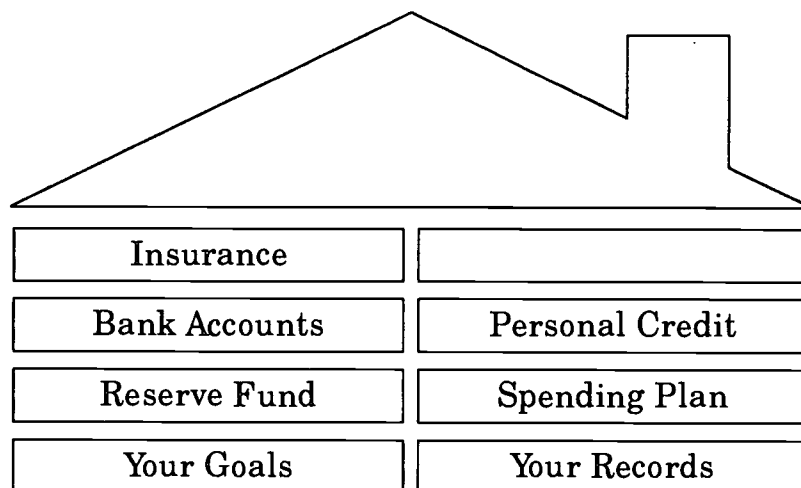 Insurance
Bank Accounts
Personal Credit
Reserve Fund
Spending Plan
Your Goals
Your Records